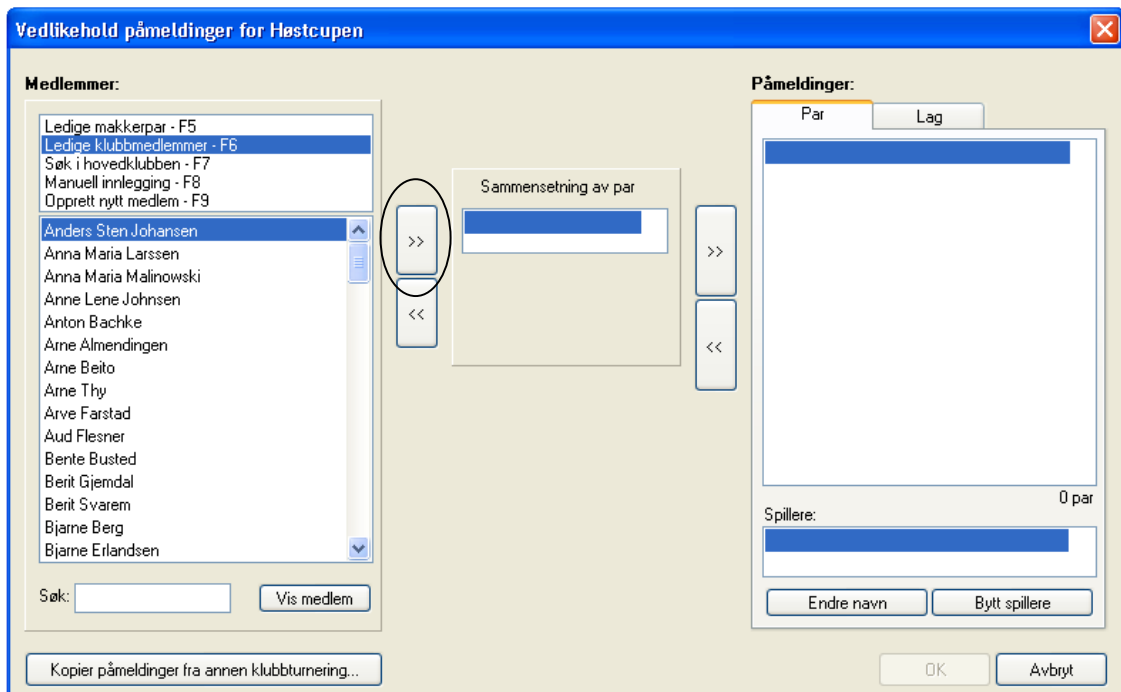 Vedlikehold påmeldinger for Høstcupen
Medlemmer:
Ledige makkerpar - F5
Ledige klubbmedlemmer - F6
Søk i hovedklubben - F7
Manuell innlegging - F8
Opprett nytt medlem - F9
Anders Sten Johansen
Anna Maria Larssen
Anna Maria Malinowski
Anne Lene Johnsen
Anton Bachke
Arne Almendingen
Arne Beito
Arne Thy
Arve Farstad
Aud Flesner
Bente Busted
Berit Gjemdal
Berit Svarem
Bjarne Berg
Bjarne Erlandsen
Søk:
Vis medlem
Kopier påmeldinger fra annen klubbturnering...
>>
<<
Sammensetning av par
>>
<<
Påmeldinger:
Par
Lag
0 par
Spillere:
Endre navn
Bytt spillere
OK
Avbryt